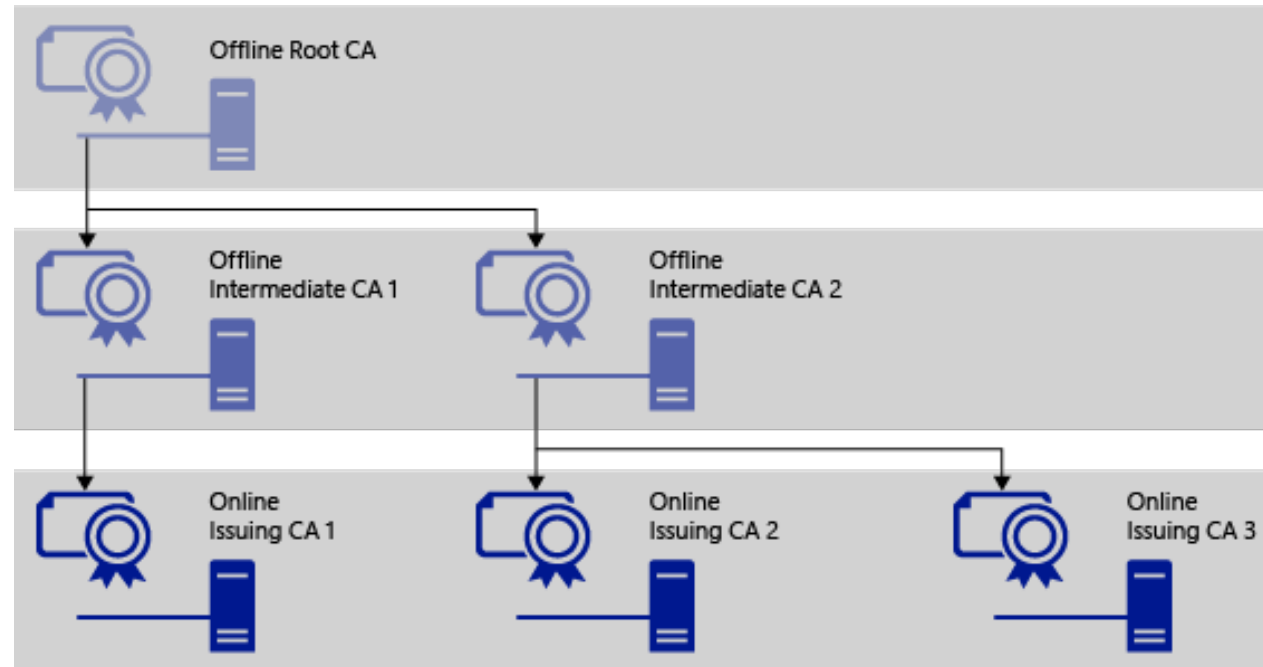 Offline Root CA
Offline
Intermediate CA 1
Offline
Intermediate CA 2
Online
Issuing CA 1
Online
Issuing CA 2
Online
Issuing CA 3